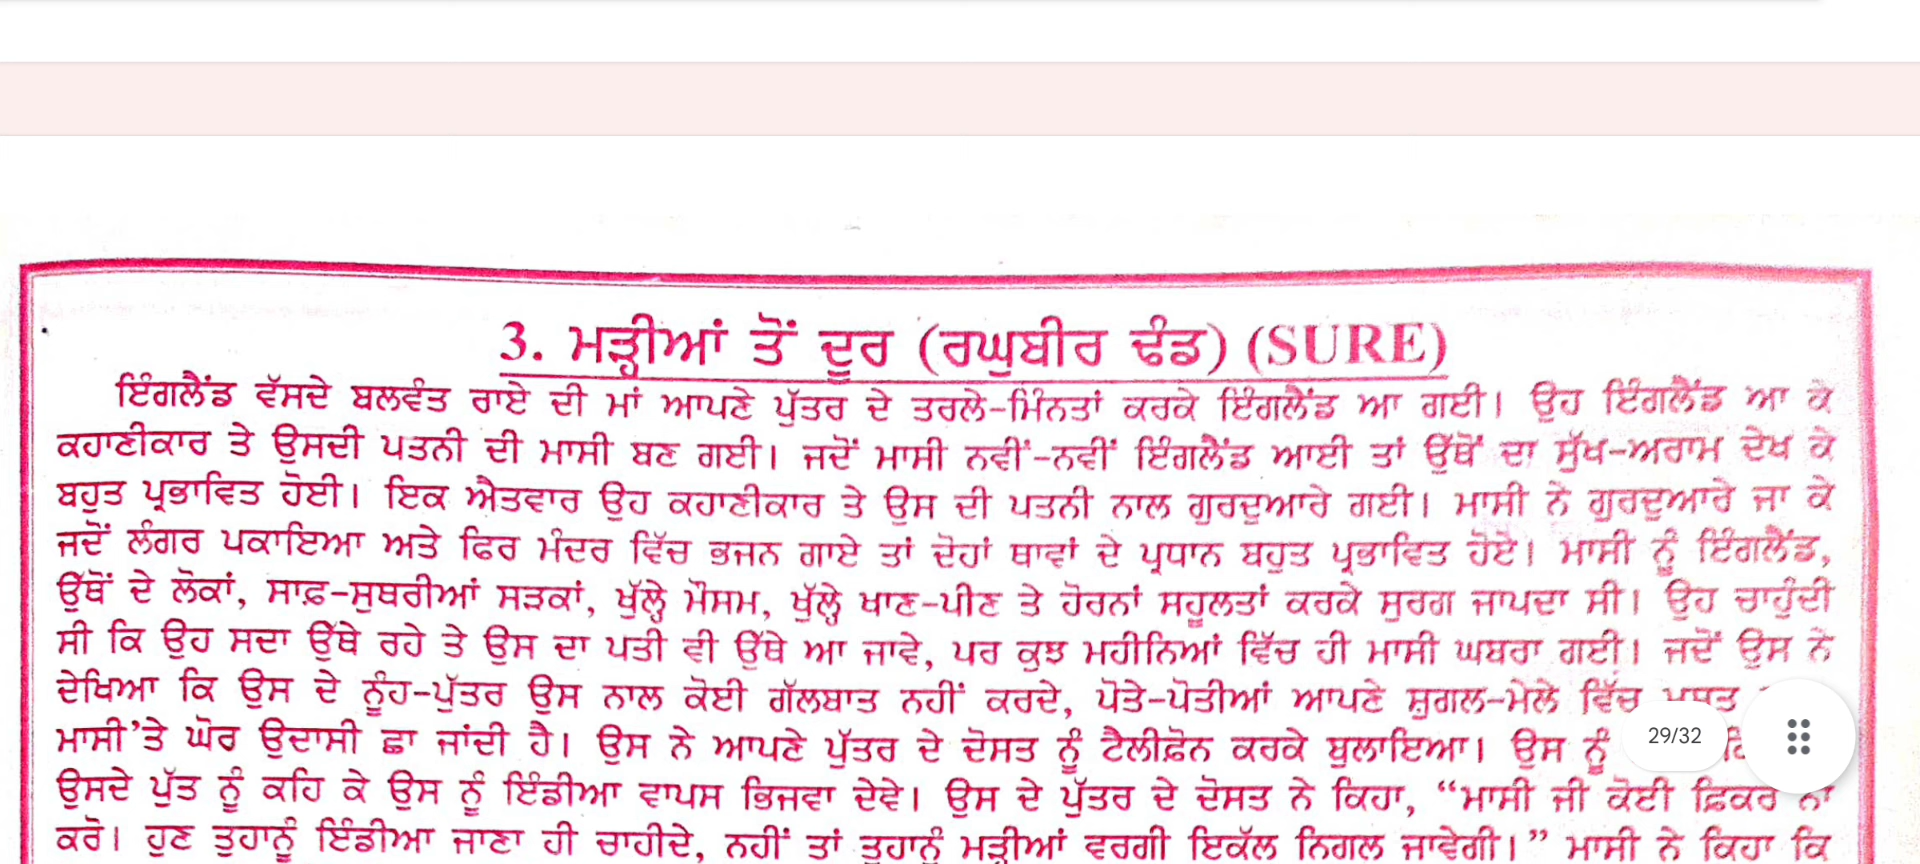 3. ਮੜ੍ਹੀਆਂ ਤੋਂ ਦੂਰ (ਰਘੁਬੀਰ ਢੰਡ) (SURE)
ਇੰਗਲੈਂਡ ਵੱਸਦੇ ਬਲਵੰਤ ਰਾਏ ਦੀ ਮਾਂ ਆਪਣੇ ਪੁੱਤਰ ਦੇ ਤਰਲੇ-ਮਿੰਨਤਾਂ ਕਰਕੇ ਇੰਗਲੈਂਡ ਆ ਗਈ। ਉਹ ਇੰਗਲੈਂਡ ਆ ਕੇ
ਕਹਾਣੀਕਾਰ ਤੇ ਉਸਦੀ ਪਤਨੀ ਦੀ ਮਾਸੀ ਬਣ ਗਈ। ਜਦੋਂ ਮਾਸੀ ਨਵੀਂ-ਨਵੀਂ ਇੰਗਲੈਂਡ ਆਈ ਤਾਂ ਉੱਥੋਂ ਦਾ ਸੁੱਖ-ਅਰਾਮ ਦੇਖ ਕੇ
ਬਹੁਤ ਪ੍ਰਭਾਵਿਤ ਹੋਈ। ਇਕ ਐਤਵਾਰ ਉਹ ਕਹਾਣੀਕਾਰ ਤੇ ਉਸ ਦੀ ਪਤਨੀ ਨਾਲ ਗੁਰਦੁਆਰੇ ਗਈ। ਮਾਸੀ ਨੇ ਗੁਰਦੁਆਰੇ ਜਾ ਕੇ
ਜਦੋਂ ਲੰਗਰ ਪਕਾਇਆ ਅਤੇ ਫਿਰ ਮੰਦਰ ਵਿੱਚ ਭਜਨ ਗਾਏ ਤਾਂ ਦੋਹਾਂ ਥਾਵਾਂ ਦੇ ਪ੍ਰਧਾਨ ਬਹੁਤ ਪ੍ਰਭਾਵਿਤ ਹੋਏ। ਮਾਸੀ ਨੂੰ ਇੰਗਲੈਂਡ,
ਉੱਥੋਂ ਦੇ ਲੋਕਾਂ, ਸਾਫ਼-ਸੁਥਰੀਆਂ ਸੜਕਾਂ, ਖੁੱਲ੍ਹੇ ਮੌਸਮ, ਖੁੱਲ੍ਹੇ ਖਾਣ-ਪੀਣ ਤੇ ਹੋਰਨਾਂ ਸਹੂਲਤਾਂ ਕਰਕੇ ਸੁਰਗ ਜਾਪਦਾ ਸੀ। ਉਹ ਚਾਹੁੰਦੀ
ਸੀ ਕਿ ਉਹ ਸਦਾ ਉੱਥੇ ਰਹੇ ਤੇ ਉਸ ਦਾ ਪਤੀ ਵੀ ਉੱਥੇ ਆ ਜਾਵੇ, ਪਰ ਕੁਝ ਮਹੀਨਿਆਂ ਵਿੱਚ ਹੀ ਮਾਸੀ ਘਬਰਾ ਗਈ। ਜਦੋਂ ਉਸ ਨੇ
ਦੇਖਿਆ ਕਿ ਉਸ ਦੇ ਨੂੰਹ-ਪੁੱਤਰ ਉਸ ਨਾਲ ਕੋਈ ਗੱਲਬਾਤ ਨਹੀਂ ਕਰਦੇ, ਪੋਤੇ-ਪੋਤੀਆਂ ਆਪਣੇ ਸ਼ੁਗਲ-ਮੇਲੇ ਵਿੱਚ
ਮਾਸੀ'ਤੇ ਘੋਰ ਉਦਾਸੀ ਛਾ ਜਾਂਦੀ ਹੈ। ਉਸ ਨੇ ਆਪਣੇ ਪੁੱਤਰ ਦੇ ਦੋਸਤ ਨੂੰ ਟੈਲੀਫ਼ੋਨ ਕਰਕੇ ਬੁਲਾਇਆ। ਉਸ ਨੂੰ
29/32
ਉਸਦੇ ਪੁੱਤ ਨੂੰ ਕਹਿ ਕੇ ਉਸ ਨੂੰ ਇੰਡੀਆ ਵਾਪਸ ਭਿਜਵਾ ਦੇਵੇ। ਉਸ ਦੇ ਪੁੱਤਰ ਦੇ ਦੋਸਤ ਨੇ ਕਿਹਾ, “ਮਾਸੀ ਜੀ ਕੋਈ ਫ਼ਿਕਰ ਨਾ
ਕਰੋ। ਹੁਣ ਤੁਹਾਨੂੰ ਇੰਡੀਆ ਜਾਣਾ ਹੀ ਚਾਹੀਦੇ, ਨਹੀਂ ਤਾਂ ਤੁਹਾਨੂੰ ਮੜ੍ਹੀਆਂ ਵਰਗੀ ਇਕੱਲ ਨਿਗਲ ਜਾਵੇਗੀ।” ਮਾਸੀ ਨੇ ਕਿਹਾ ਕਿ